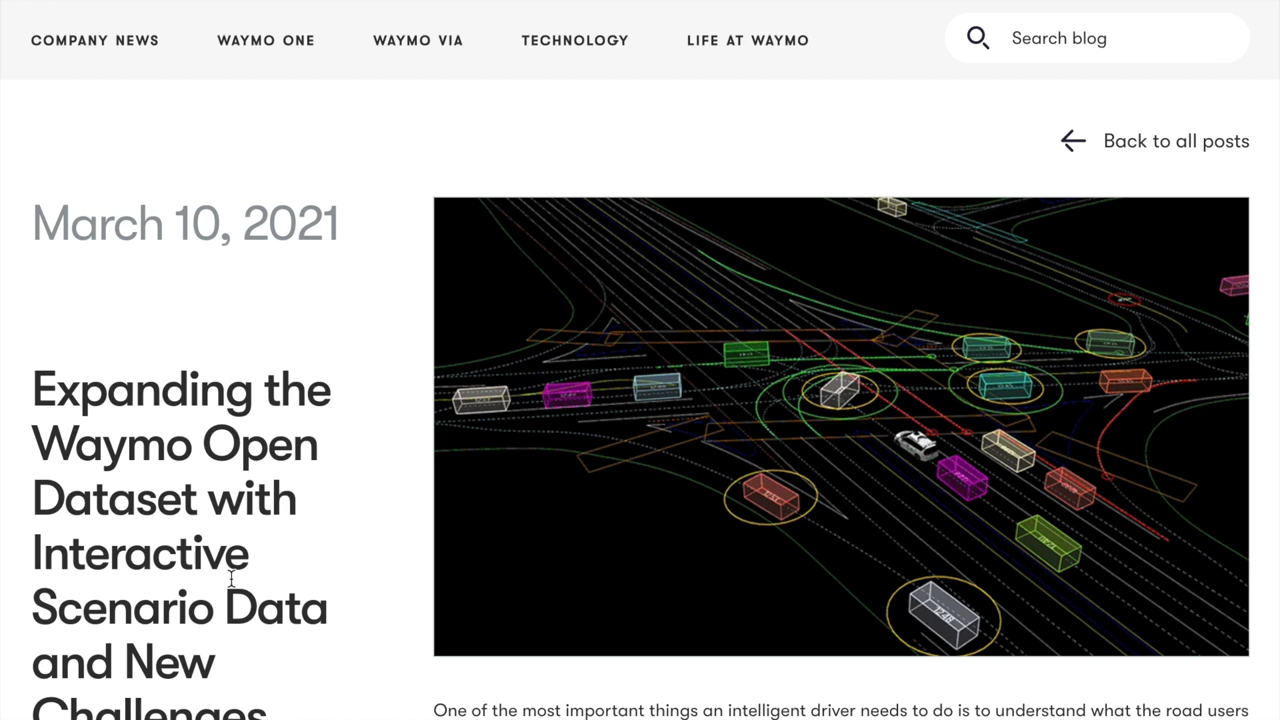 COMPANY NEWS WAYMO ONE WAYMO VIA TECHNOLOGY LIFE AT WAYMO Search blog
Back to all posts
March 10, 2021
Expanding the
Waymo Open
Dataset with
Interactive
Scenario Data
and New
Challenges
One of the most important things an intelligent driver needs to do is to understand what the road users